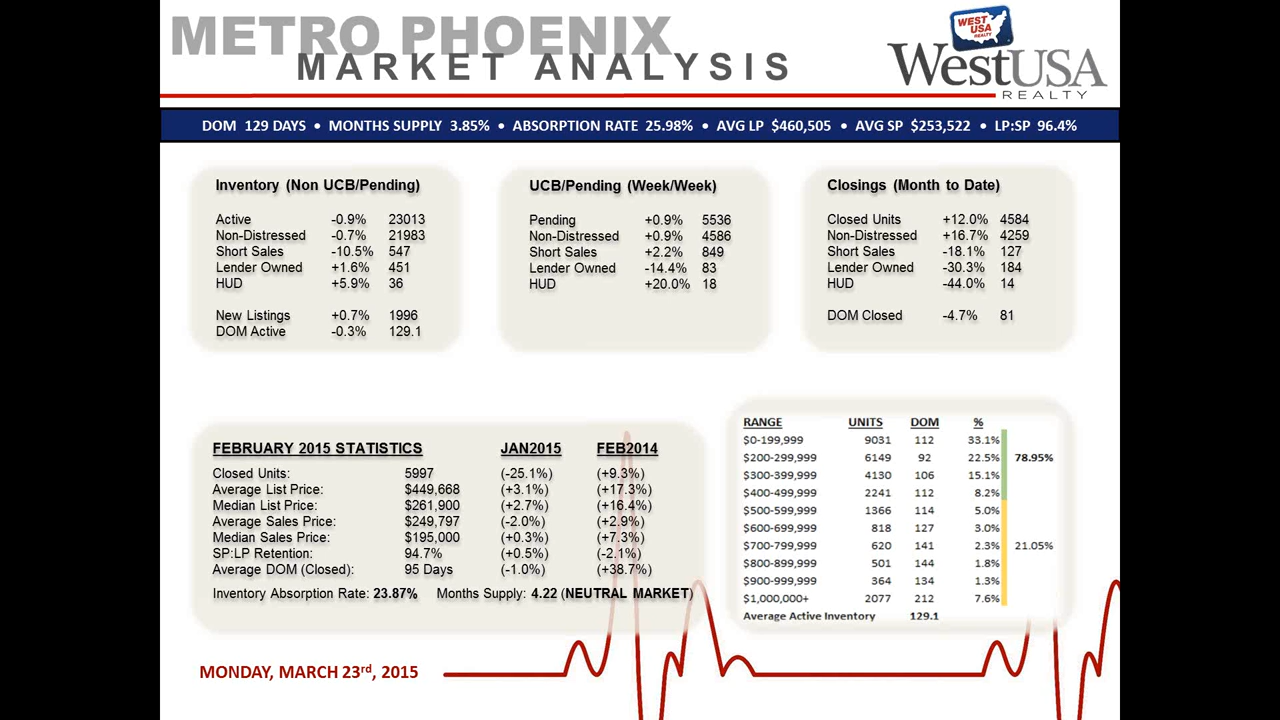 METRO PHOENIX
MARKET ANALYSIS
WEST
USA
REALTY
WestUSA
REALTY
DOM 129 DAYS • MONTHS SUPPLY 3.85% • ABSORPTION RATE 25.98% • AVG LP $460,505 • AVG SP $253,522 • LP:SP 96.4%
Inventory (Non UCB/Pending)
Active -0.9% 23013
Non-Distressed -0.7% 21983
Short Sales -10.5% 547
Lender Owned +1.6% 451
HUD +5.9% 36
New Listings +0.7% 1996
DOM Active -0.3% 129.1
UCB/Pending (Week/Week)
Pending +0.9% 5536
Non-Distressed +0.9% 4586
Short Sales +2.2% 849
Lender Owned -14.4% 83
HUD +20.0% 18
Closings (Month to Date)
Closed Units +12.0% 4584
Non-Distressed +16.7% 4259
Short Sales -18.1% 127
Lender Owned -30.3% 184
HUD -44.0% 14
DOM Closed -4.7% 81
FEBRUARY 2015 STATISTICS JAN2015 FEB2014
Closed Units: 5997 (-25.1%) (+9.3%)
Average List Price: $449,668 (+3.1%) (+17.3%)
Median List Price: $261,900 (+2.7%) (+16.4%)
Average Sales Price: $249,797 (-2.0%) (+2.9%)
Median Sales Price: $195,000 (+0.3%) (+7.3%)
SP:LP Retention: 94.7% (+0.5%) (-2.1%)
Average DOM (Closed): 95 Days (-1.0%) (+38.7%)
Inventory Absorption Rate: 23.87% Months Supply: 4.22 (NEUTRAL MARKET)
RANGE UNITS DOM %
$0-199,999 9031 112 33.1%
$200-299,999 6149 92 22.5% 78.95%
$300-399,999 4130 106 15.1%
$400-499,999 2241 112 8.2%
$500-599,999 1366 114 5.0%
$600-699,999 818 127 3.0%
$700-799,999 620 141 2.3% 21.05%
$800-899,999 501 144 1.8%
$900-999,999 364 134 1.3%
$1,000,000+ 2077 212 7.6%
Average Active Inventory 129.1
MONDAY, MARCH 23rd, 2015